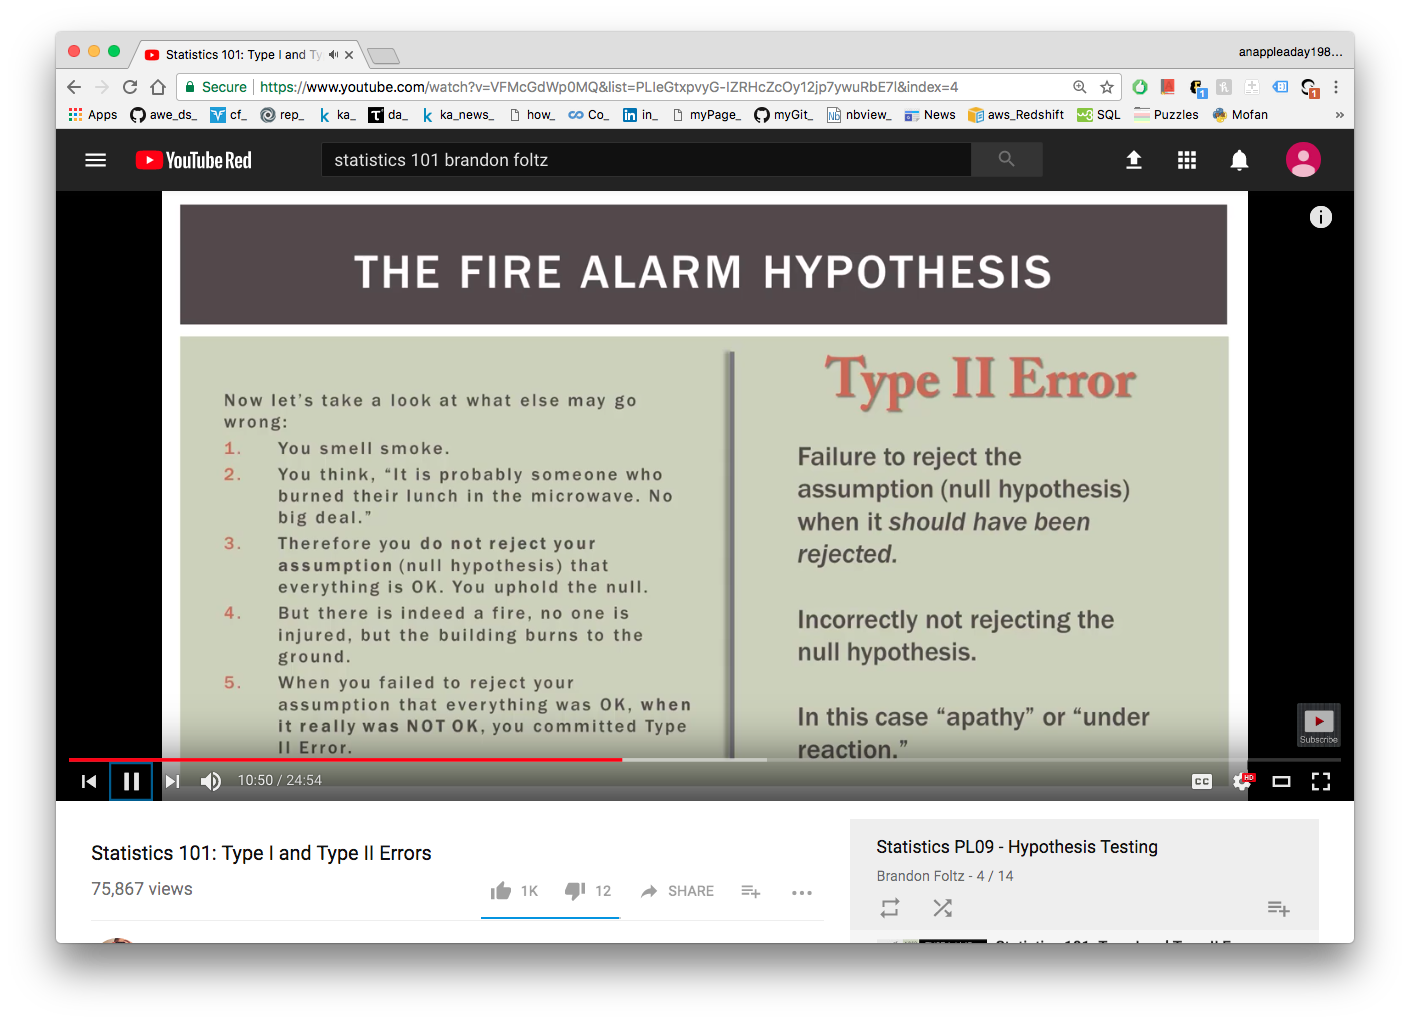 Statistics 101: Type I and Ty
anappleaday198...
Secure
https://www.youtube.com/watch?v=VFMcGdWp0MQ&list=PLIeGtxpvyG-IZRHcZcOy12jp7ywuRbE7l&index=4
Apps awe_ds_ cf_ rep_ ka_ da_ ka_news_ how_ Co_ in_ myPage_ myGit_ nbview_ News aws_Redshift SQL Puzzles Mofan »
YouTube Red
statistics 101 brandon foltz
THE FIRE ALARM HYPOTHESIS
Now let's take a look at what else may go
wrong:
1. You smell smoke.
2. You think, “It is probably someone who
burned their lunch in the microwave. No
big deal.”
3. Therefore you do not reject your
assumption (null hypothesis) that
everything is OK. You uphold the null.
4. But there is indeed a fire, no one is
injured, but the building burns to the
ground.
5. When you failed to reject your
assumption that everything was OK, when
it really was NOT OK, you committed Type
II Error.
Type II Error
Failure to reject the
assumption (null hypothesis)
when it should have been
rejected.
Incorrectly not rejecting the
null hypothesis.
In this case “apathy” or “under
reaction.”
Subscribe
10:50 / 24:54
CC
HD
Statistics 101: Type I and Type II Errors
75,867 views
1K
12
SHARE
Statistics PL09 - Hypothesis Testing
Brandon Foltz - 4 / 14